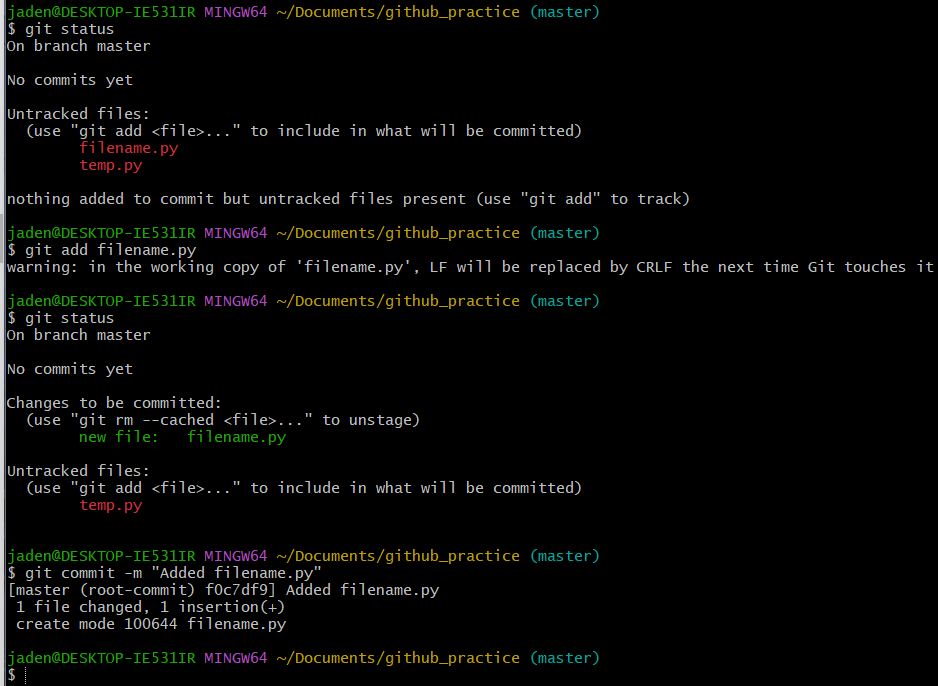 jaden@DESKTOP-IE531IR MINGW64 ~/Documents/github_practice (master)
$ git status
On branch master

No commits yet

Untracked files:
  (use "git add <file>..." to include in what will be committed)
        filename.py
        temp.py

nothing added to commit but untracked files present (use "git add" to track)

jaden@DESKTOP-IE531IR MINGW64 ~/Documents/github_practice (master)
$ git add filename.py
warning: in the working copy of 'filename.py', LF will be replaced by CRLF the next time Git touches it

jaden@DESKTOP-IE531IR MINGW64 ~/Documents/github_practice (master)
$ git status
On branch master

No commits yet

Changes to be committed:
  (use "git rm --cached <file>..." to unstage)
        new file:   filename.py

Untracked files:
  (use "git add <file>..." to include in what will be committed)
        temp.py


jaden@DESKTOP-IE531IR MINGW64 ~/Documents/github_practice (master)
$ git commit -m "Added filename.py"
[master (root-commit) f0c7df9] Added filename.py
 1 file changed, 1 insertion(+)
 create mode 100644 filename.py

jaden@DESKTOP-IE531IR MINGW64 ~/Documents/github_practice (master)
$